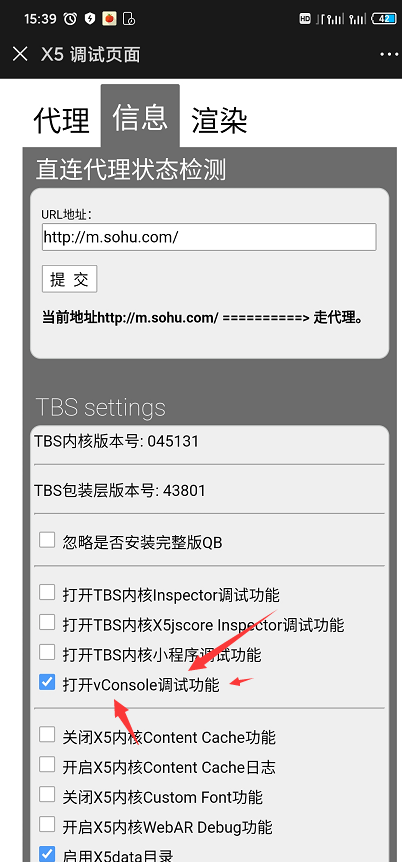 15:39 HD 42
X5 调试页面
代理 信息 渲染
直连代理状态检测
URL地址：
http://m.sohu.com/
提 交
当前地址http://m.sohu.com/ ==========> 走代理。
TBS settings
TBS内核版本号: 045131
TBS包装层版本号: 43801
忽略是否安装完整版QB
打开TBS内核Inspector调试功能
打开TBS内核X5jscore Inspector调试功能
打开TBS内核小程序调试功能
打开vConsole调试功能
关闭X5内核Content Cache功能
开启X5内核Content Cache日志
关闭X5内核Custom Font功能
开启X5内核WebAR Debug功能
启用X5data目录